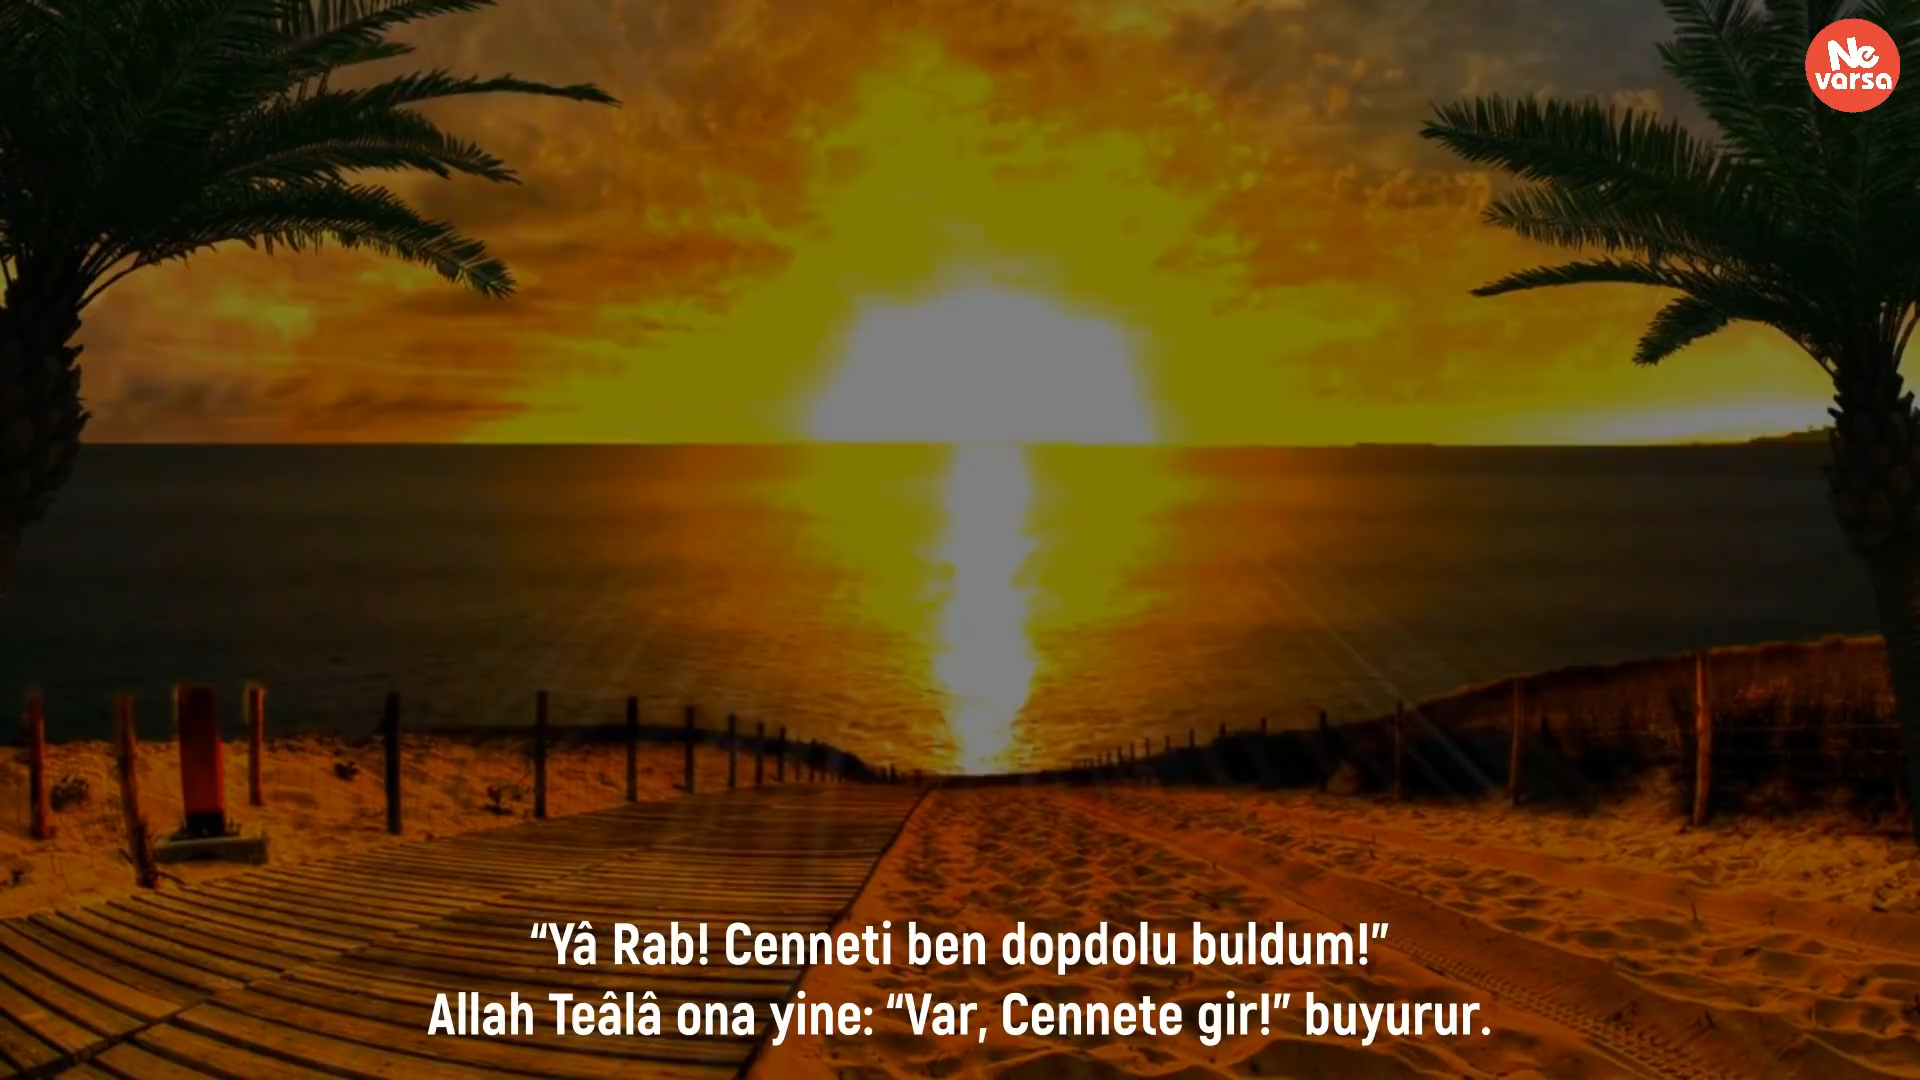 Ne
varsa
“Yâ Rab! Cenneti ben dopdolu buldum!”
Allah Teâlâ ona yine: “Var, Cennete gir!” buyurur.